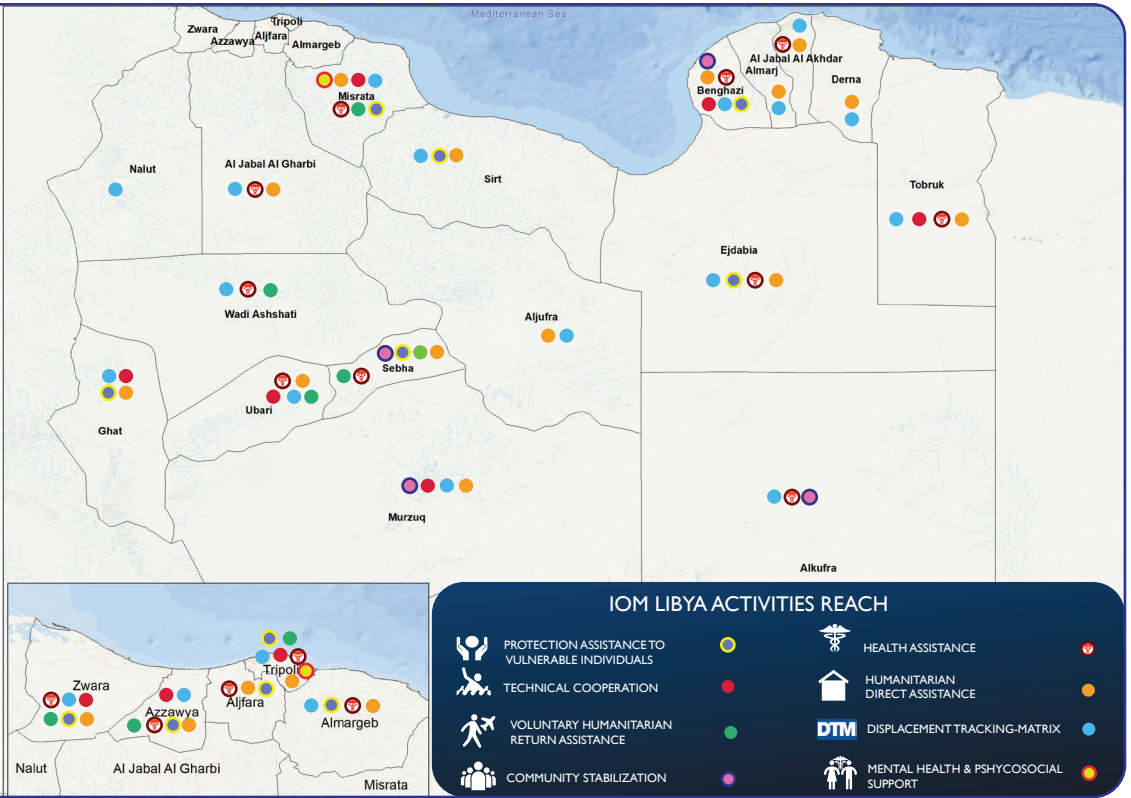 Mediterranean Sea
Tripoli
Zwara
Aljfara
Azzawya
Almargeb
Al Jabal Al Akhdar
Almarj
Derna
Benghazi
Misrata
Nalut
Al Jabal Al Gharbi
Sirt
Tobruk
Ejdabia
Wadi Ashshati
Aljufra
Sebha
Ubari
Ghat
Murzuq
Alkufra
Tripoli
Zwara
Azzawya
Aljfara
Almargeb
Nalut
Al Jabal Al Gharbi
Misrata
IOM LIBYA ACTIVITIES REACH
PROTECTION ASSISTANCE TO
VULNERABLE INDIVIDUALS
TECHNICAL COOPERATION
VOLUNTARY HUMANITARIAN
RETURN ASSISTANCE
COMMUNITY STABILIZATION
HEALTH ASSISTANCE
HUMANITARIAN
DIRECT ASSISTANCE
DTM DISPLACEMENT TRACKING-MATRIX
MENTAL HEALTH & PSHYCOSOCIAL
SUPPORT